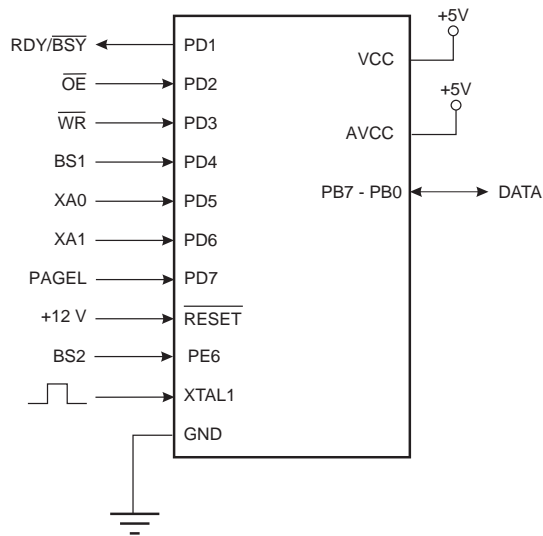 +5V
RDY/BSY PD1
VCC
OE PD2
+5V
WR PD3
AVCC
BS1 PD4
XA0 PD5 PB7 - PB0 DATA
XA1 PD6
PAGEL PD7
+12 V RESET
BS2 PE6
XTAL1
GND